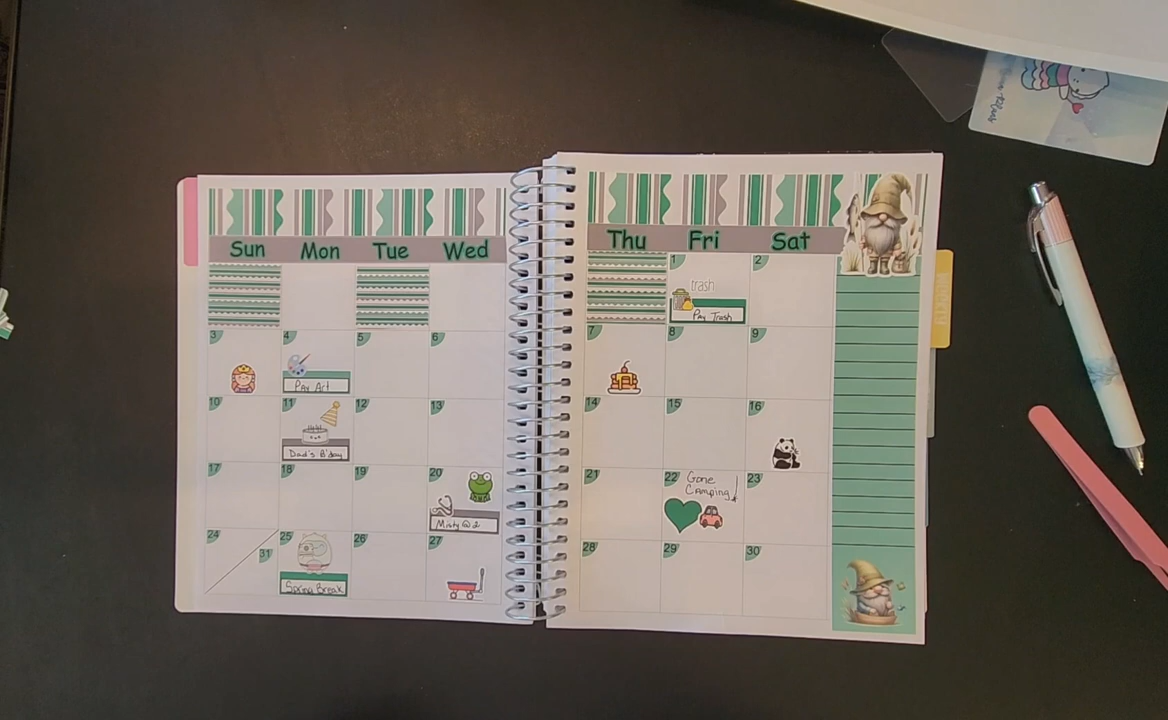 Sun Mon Tue Wed Thu Fri Sat
1 2
trash
Pay Trash
3 4 5 6 7 8 9
Pay Art
10 11 12 13 14 15 16
Dad's B'day
17 18 19 20 21 22 23
Gone
Camping!
Misty @ 2
24 31 25 26 27 28 29 30
Spring Break